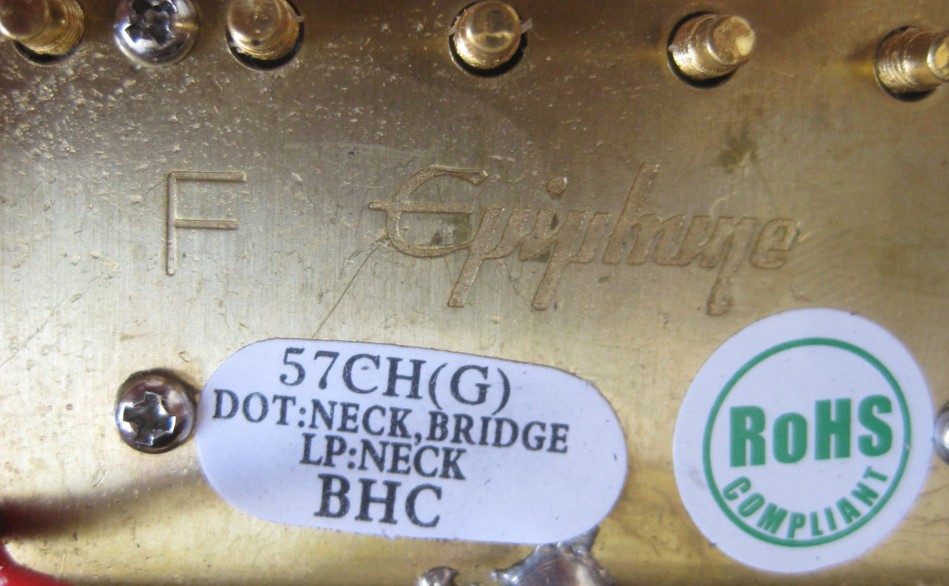 F Epiphone
57CH(G)
DOT:NECK,BRIDGE
LP:NECK
BHC
RoHS
COMPLIANT